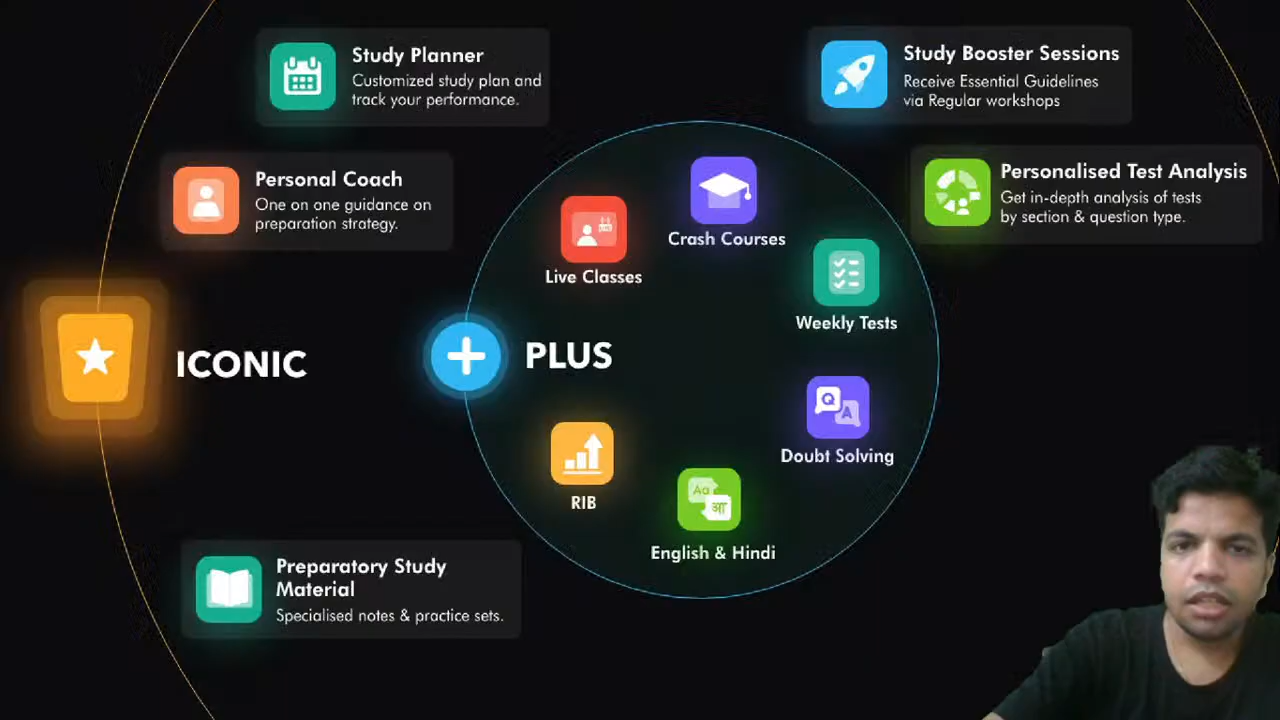 Study Planner
Customized study plan and
track your performance.
Study Booster Sessions
Receive Essential Guidelines
via Regular workshops
Personal Coach
One on one guidance on
preparation strategy.
Personalised Test Analysis
Get in-depth analysis of tests
by section & question type.
Crash Courses
Live Classes
Weekly Tests
ICONIC
PLUS
Q
A
Doubt Solving
RIB
Aa
आ
English & Hindi
Preparatory Study
Material
Specialised notes & practice sets.